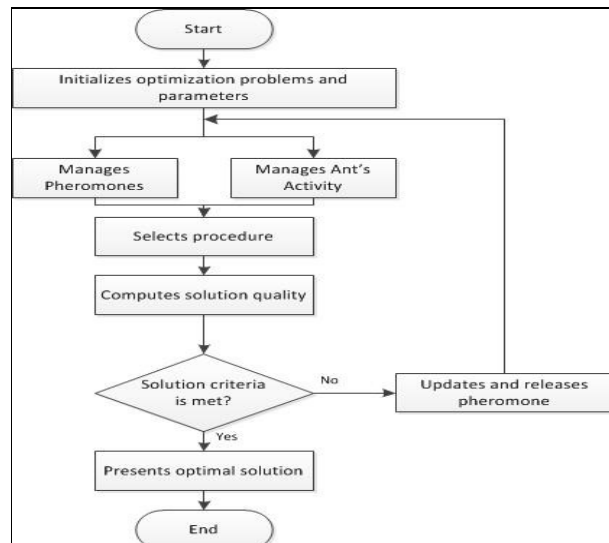 Start
Initializes optimization problems and
parameters
Manages
Pheromones
Manages Ant's
Activity
Selects procedure
Computes solution quality
Solution criteria
is met?
No
Updates and releases
pheromone
Yes
Presents optimal solution
End